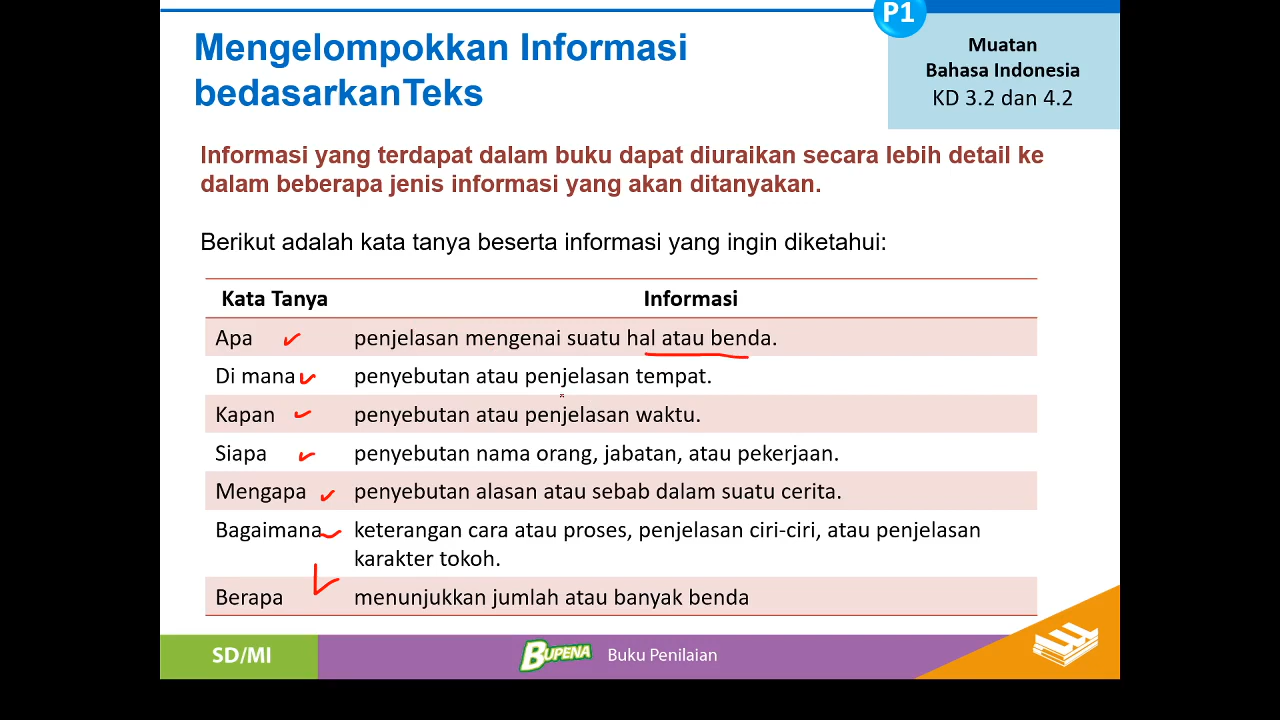 P1
Mengelompokkan Informasi
bedasarkanTeks
Muatan
Bahasa Indonesia
KD 3.2 dan 4.2
Informasi yang terdapat dalam buku dapat diuraikan secara lebih detail ke
dalam beberapa jenis informasi yang akan ditanyakan.
Berikut adalah kata tanya beserta informasi yang ingin diketahui:
Kata Tanya Informasi
Apa penjelasan mengenai suatu hal atau benda.
Di mana penyebutan atau penjelasan tempat.
Kapan penyebutan atau penjelasan waktu.
Siapa penyebutan nama orang, jabatan, atau pekerjaan.
Mengapa penyebutan alasan atau sebab dalam suatu cerita.
Bagaimana keterangan cara atau proses, penjelasan ciri-ciri, atau penjelasan
karakter tokoh.
Berapa menunjukkan jumlah atau banyak benda
SD/MI BUPENA Buku Penilaian